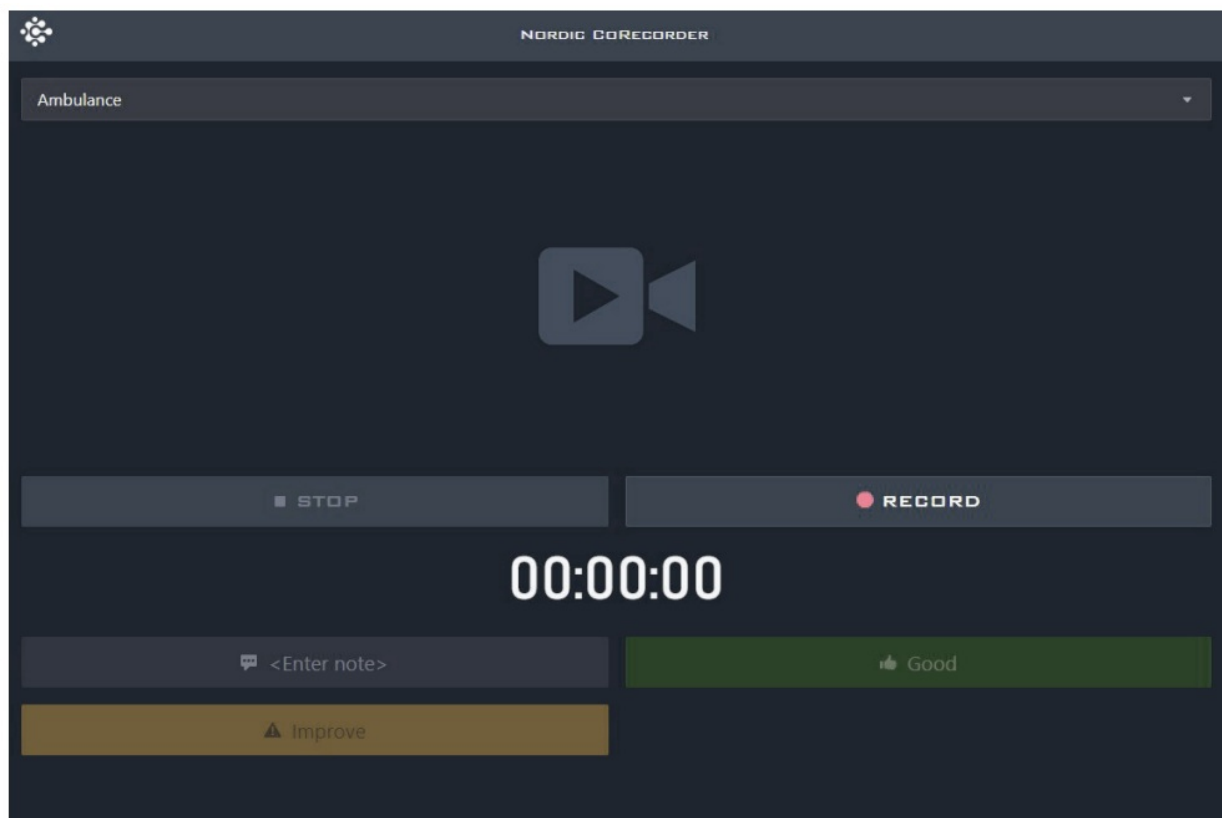 Nordic CoRecorder
Ambulance
STOP
RECORD
00:00:00
<Enter note>
Good
Improve